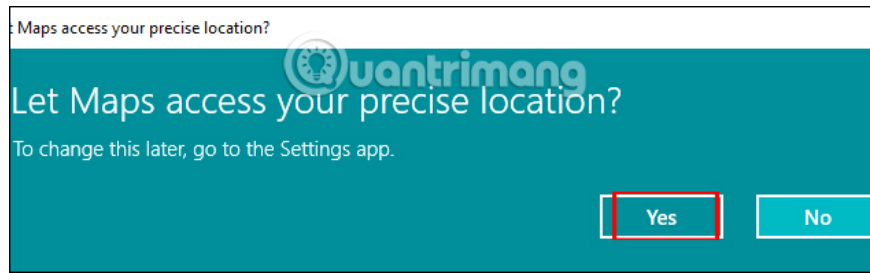 t Maps access your precise location?
Quantrimang
Let Maps access your precise location?
To change this later, go to the Settings app.
Yes
No